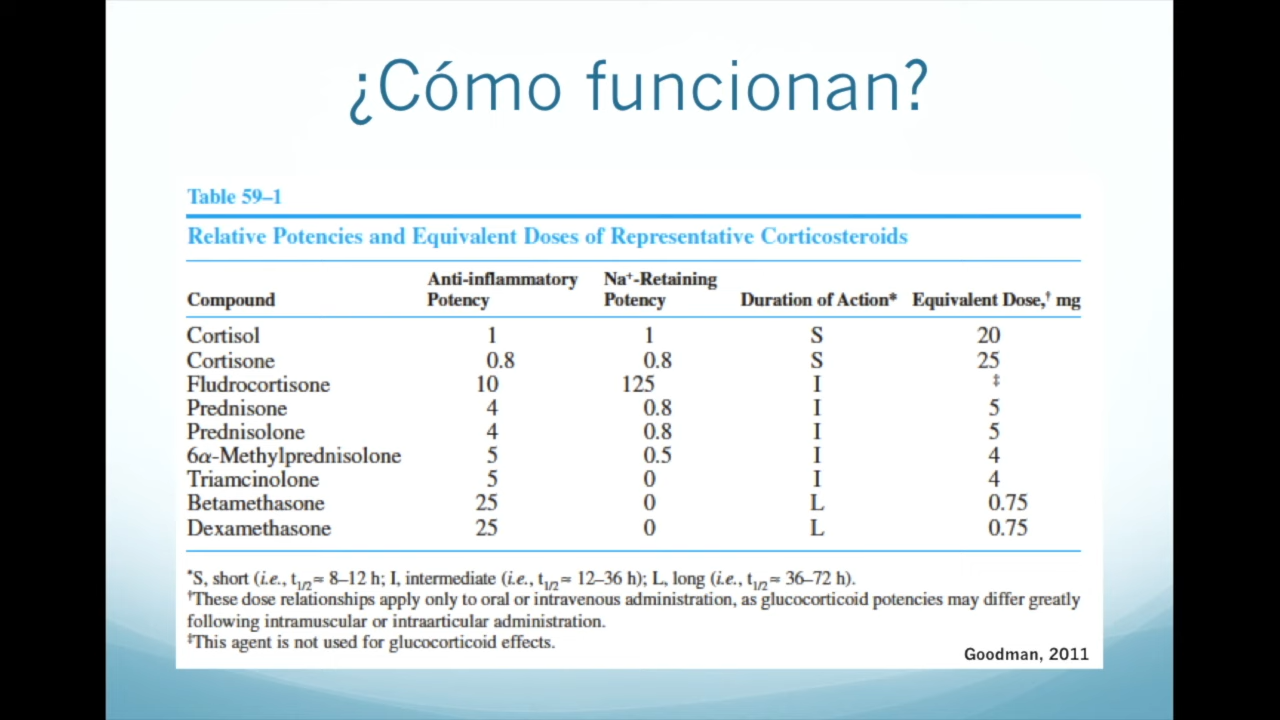 ¿Cómo funcionan?
Table 59–1
Relative Potencies and Equivalent Doses of Representative Corticosteroids
Anti-inflammatory Na⁺-Retaining
Compound Potency Potency Duration of Action* Equivalent Dose,† mg
Cortisol 1 1 S 20
Cortisone 0.8 0.8 S 25
Fludrocortisone 10 125 I ‡
Prednisone 4 0.8 I 5
Prednisolone 4 0.8 I 5
6α-Methylprednisolone 5 0.5 I 4
Triamcinolone 5 0 I 4
Betamethasone 25 0 L 0.75
Dexamethasone 25 0 L 0.75
*S, short (i.e., t1/2 ≈ 8–12 h; I, intermediate (i.e., t1/2 ≈ 12–36 h); L, long (i.e., t1/2 ≈ 36–72 h).
†These dose relationships apply only to oral or intravenous administration, as glucocorticoid potencies may differ greatly
following intramuscular or intraarticular administration.
‡This agent is not used for glucocorticoid effects.
Goodman, 2011